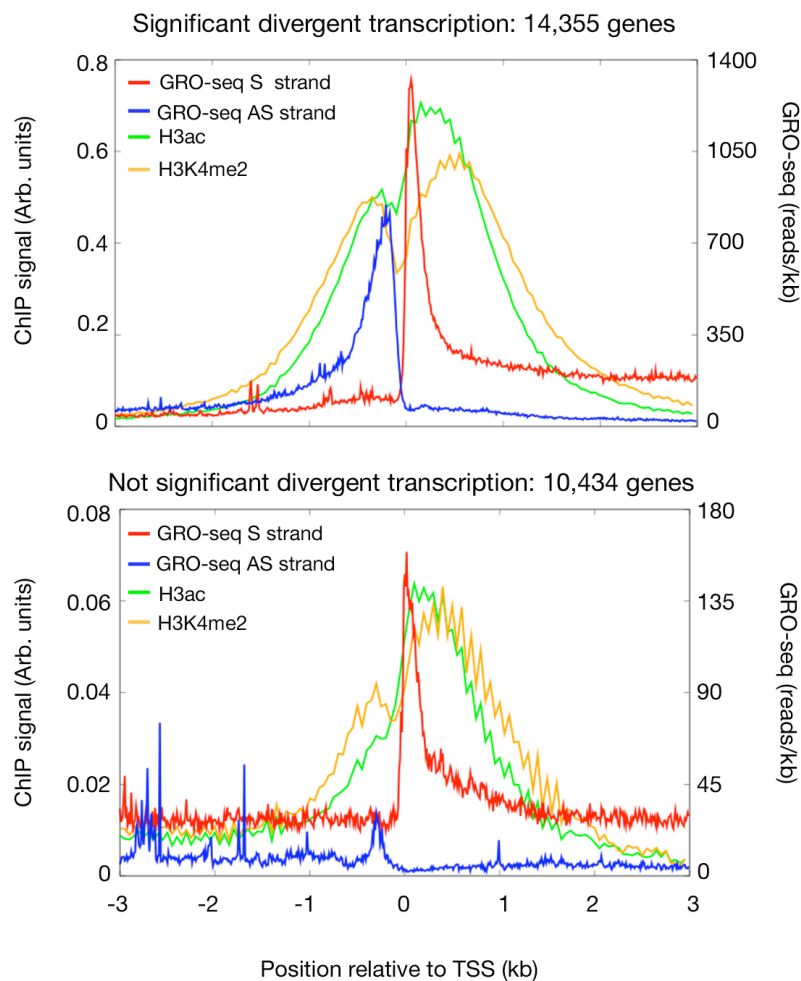 Significant divergent transcription: 14,355 genes
0.8
0.6
0.4
0.2
0
ChIP signal (Arb. units)
GRO-seq S strand
GRO-seq AS strand
H3ac
H3K4me2
1400
1050
700
350
0
GRO-seq (reads/kb)
Not significant divergent transcription: 10,434 genes
0.08
0.06
0.04
0.02
0
ChIP signal (Arb. units)
GRO-seq S strand
GRO-seq AS strand
H3ac
H3K4me2
180
135
90
45
0
GRO-seq (reads/kb)
-3 -2 -1 0 1 2 3
Position relative to TSS (kb)